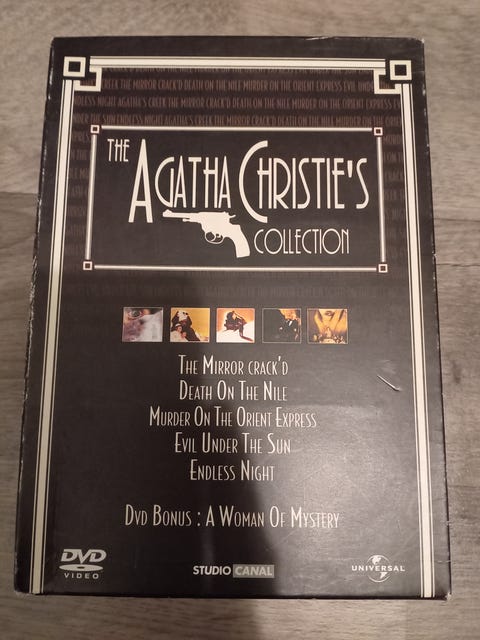 THE
AGATHA CHRISTIE'S
COLLECTION
THE MIRROR CRACK'D
DEATH ON THE NILE
MURDER ON THE ORIENT EXPRESS
EVIL UNDER THE SUN
ENDLESS NIGHT
DVD BONUS : A WOMAN OF MYSTERY
DVD
VIDEO
STUDIO CANAL
UNIVERSAL